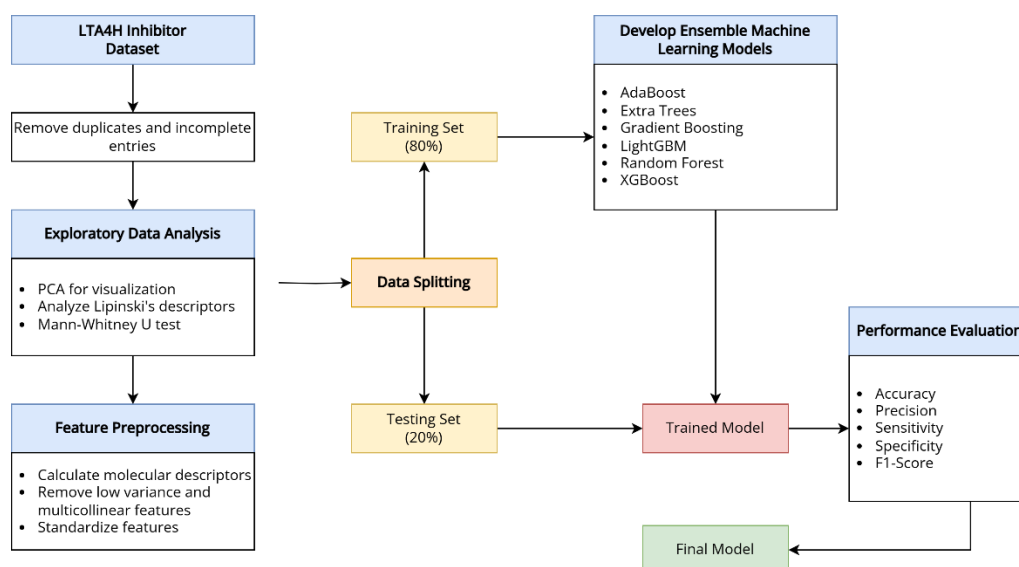 LTA4H Inhibitor
Dataset
Remove duplicates and incomplete
entries
Exploratory Data Analysis
• PCA for visualization
• Analyze Lipinski's descriptors
• Mann-Whitney U test
Feature Preprocessing
• Calculate molecular descriptors
• Remove low variance and
multicollinear features
• Standardize features
Training Set
(80%)
Data Splitting
Testing Set
(20%)
Develop Ensemble Machine
Learning Models
• AdaBoost
• Extra Trees
• Gradient Boosting
• LightGBM
• Random Forest
• XGBoost
Trained Model
Performance Evaluation
• Accuracy
• Precision
• Sensitivity
• Specificity
• F1-Score
Final Model